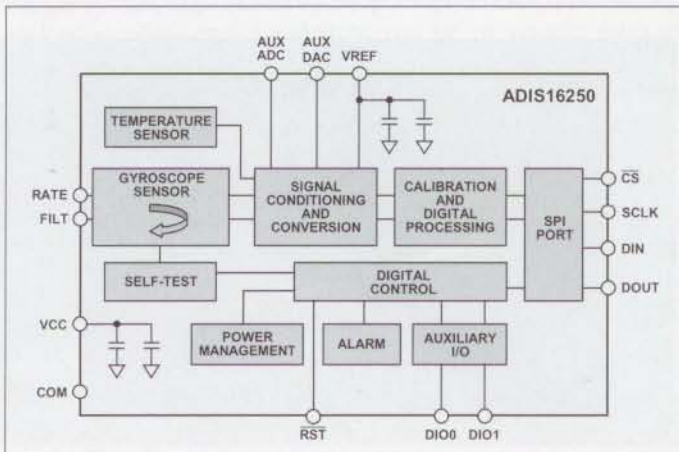 AUX
ADC
AUX
DAC
VREF
ADIS16250
TEMPERATURE
SENSOR
RATE
FILT
GYROSCOPE
SENSOR
SIGNAL
CONDITIONING
AND
CONVERSION
CALIBRATION
AND
DIGITAL
PROCESSING
SPI
PORT
CS
SCLK
DIN
DOUT
SELF-TEST
DIGITAL
CONTROL
VCC
POWER
MANAGEMENT
ALARM
AUXILIARY
I/O
COM
RST
DIO0
DIO1